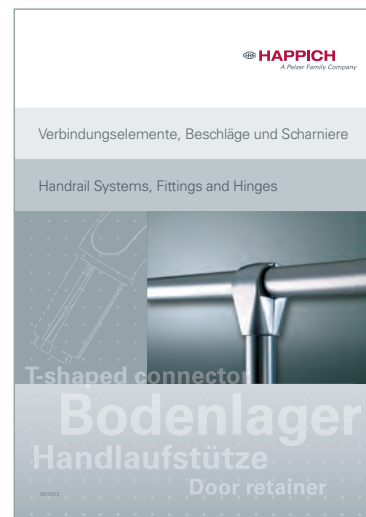 HAPPICH
A Pelzer Family Company
Verbindungselemente, Beschläge und Scharniere
Handrail Systems, Fittings and Hinges
T-shaped connector
Bodenlager
Handlaufstütze
Door retainer